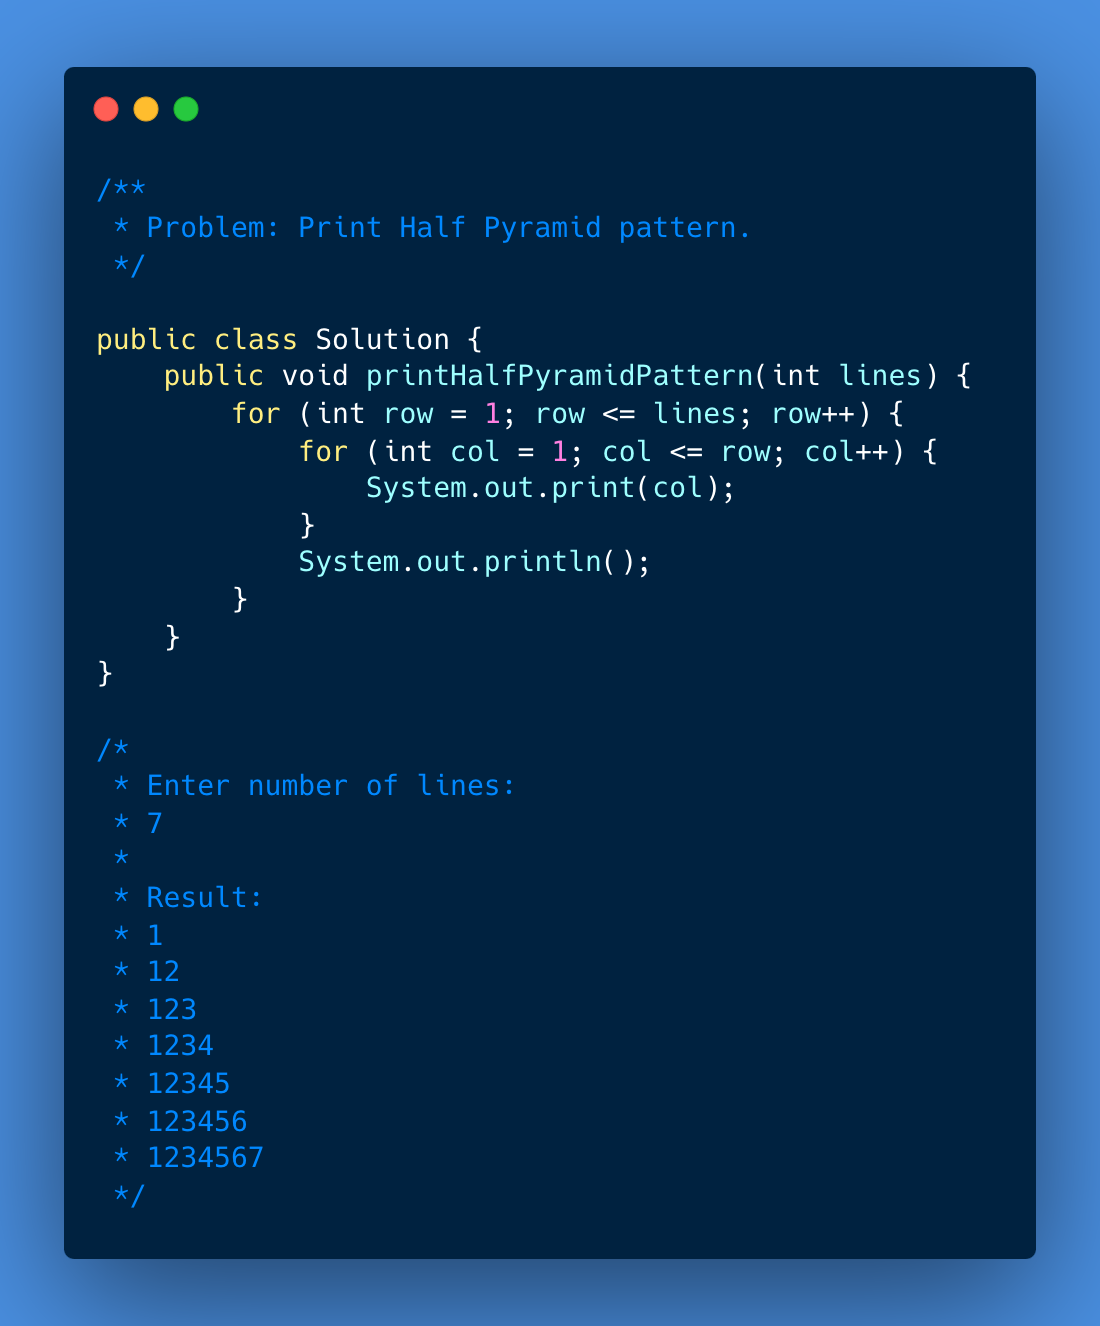 /**
 * Problem: Print Half Pyramid pattern.
 */

public class Solution {
    public void printHalfPyramidPattern(int lines) {
        for (int row = 1; row <= lines; row++) {
            for (int col = 1; col <= row; col++) {
                System.out.print(col);
            }
            System.out.println();
        }
    }
}

/*
 * Enter number of lines:
 * 7
 *
 * Result:
 * 1
 * 12
 * 123
 * 1234
 * 12345
 * 123456
 * 1234567
 */